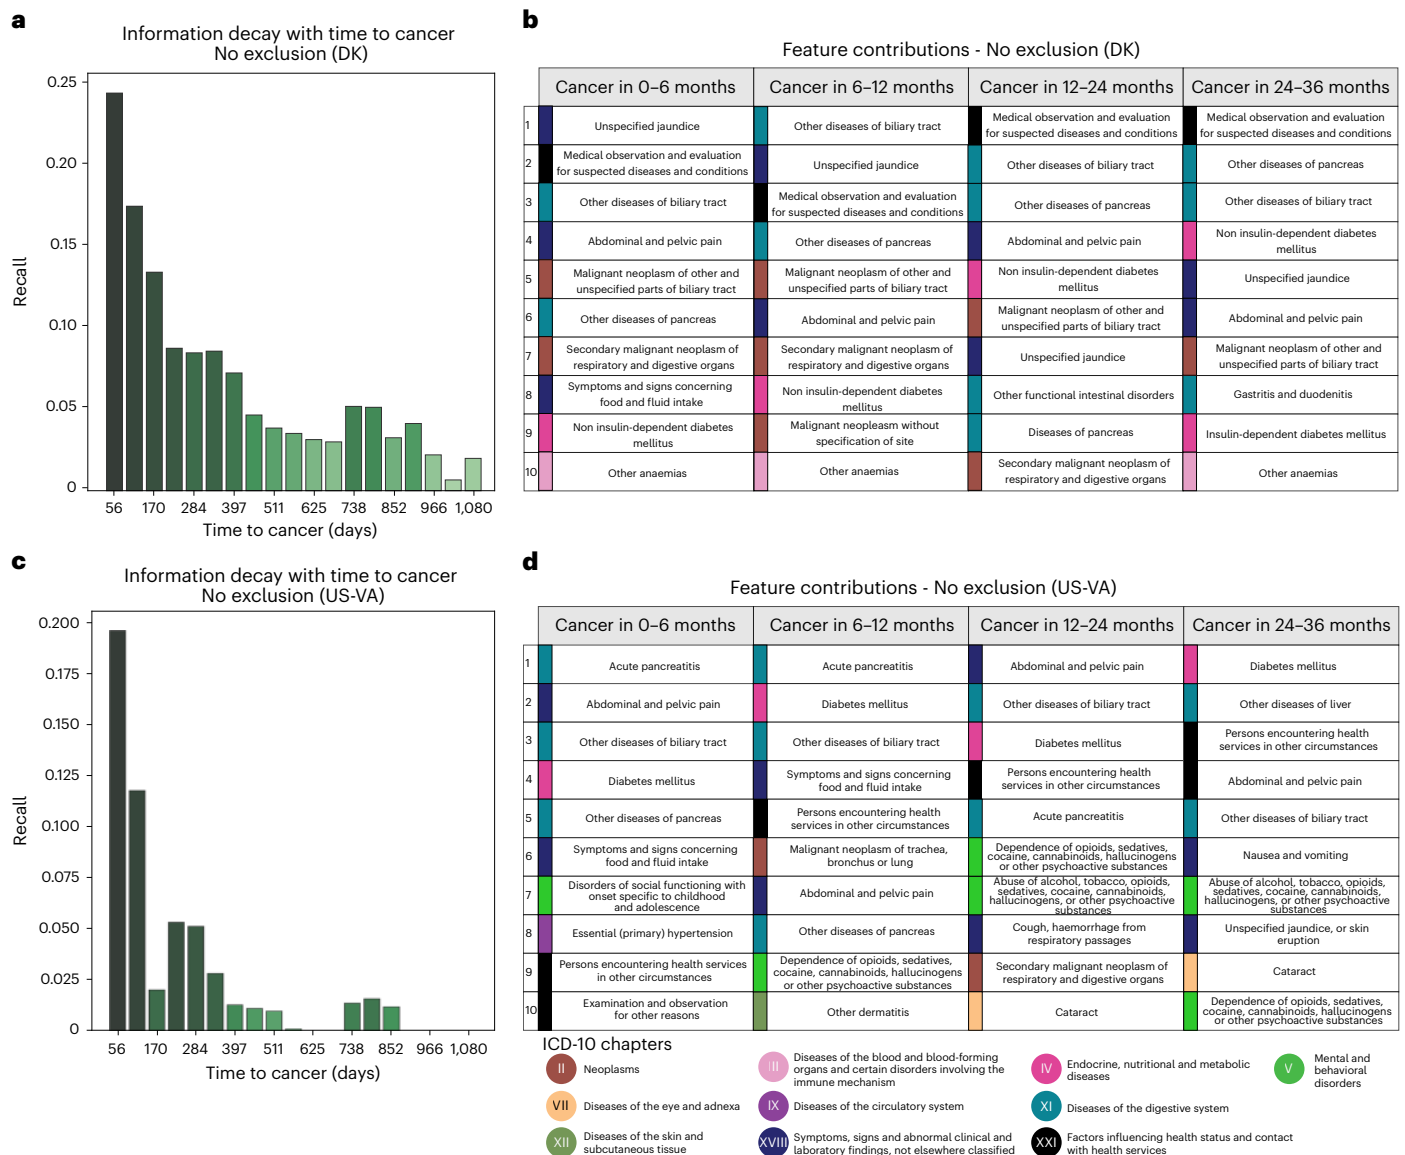 a
Information decay with time to cancer
No exclusion (DK)
0.25
0.20
0.15
0.10
0.05
0
Recall
56
170
284
397
511
625
738
852
966
1,080
Time to cancer (days)
b
Feature contributions - No exclusion (DK)
Cancer in 0–6 months
Cancer in 6–12 months
Cancer in 12–24 months
Cancer in 24–36 months
1
Unspecified jaundice
Other diseases of biliary tract
Medical observation and evaluation
for suspected diseases and conditions
Medical observation and evaluation
for suspected diseases and conditions
2
Medical observation and evaluation
for suspected diseases and conditions
Unspecified jaundice
Other diseases of biliary tract
Other diseases of pancreas
3
Other diseases of biliary tract
Medical observation and evaluation
for suspected diseases and conditions
Other diseases of pancreas
Other diseases of biliary tract
4
Abdominal and pelvic pain
Other diseases of pancreas
Abdominal and pelvic pain
Non insulin-dependent diabetes
mellitus
5
Malignant neoplasm of other and
unspecified parts of biliary tract
Malignant neoplasm of other and
unspecified parts of biliary tract
Non insulin-dependent diabetes
mellitus
Unspecified jaundice
6
Other diseases of pancreas
Abdominal and pelvic pain
Malignant neoplasm of other and
unspecified parts of biliary tract
Abdominal and pelvic pain
7
Secondary malignant neoplasm of
respiratory and digestive organs
Secondary malignant neoplasm of
respiratory and digestive organs
Unspecified jaundice
Malignant neoplasm of other and
unspecified parts of biliary tract
8
Symptoms and signs concerning
food and fluid intake
Non insulin-dependent diabetes
mellitus
Other functional intestinal disorders
Gastritis and duodenitis
9
Non insulin-dependent diabetes
mellitus
Malignant neopleasm without
specification of site
Diseases of pancreas
Insulin-dependent diabetes mellitus
10
Other anaemias
Other anaemias
Secondary malignant neoplasm of
respiratory and digestive organs
Other anaemias
c
Information decay with time to cancer
No exclusion (US-VA)
0.200
0.175
0.150
0.125
0.100
0.075
0.050
0.025
0
Recall
56
170
284
397
511
625
738
852
966
1,080
Time to cancer (days)
d
Feature contributions - No exclusion (US-VA)
Cancer in 0–6 months
Cancer in 6–12 months
Cancer in 12–24 months
Cancer in 24–36 months
1
Acute pancreatitis
Acute pancreatitis
Abdominal and pelvic pain
Diabetes mellitus
2
Abdominal and pelvic pain
Diabetes mellitus
Other diseases of biliary tract
Other diseases of liver
3
Other diseases of biliary tract
Other diseases of biliary tract
Diabetes mellitus
Persons encountering health
services in other circumstances
4
Diabetes mellitus
Symptoms and signs concerning
food and fluid intake
Persons encountering health
services in other circumstances
Abdominal and pelvic pain
5
Other diseases of pancreas
Persons encountering health
services in other circumstances
Acute pancreatitis
Other diseases of biliary tract
6
Symptoms and signs concerning
food and fluid intake
Malignant neoplasm of trachea,
bronchus or lung
Dependence of opioids, sedatives,
cocaine, cannabinoids, hallucinogens
or other psychoactive substances
Nausea and vomiting
7
Disorders of social functioning with
onset specific to childhood
and adolescence
Abdominal and pelvic pain
Abuse of alcohol, tobacco, opioids,
sedatives, cocaine, cannabinoids,
hallucinogens, or other psychoactive
substances
Abuse of alcohol, tobacco, opioids,
sedatives, cocaine, cannabinoids,
hallucinogens, or other psychoactive
substances
8
Essential (primary) hypertension
Other diseases of pancreas
Cough, haemorrhage from
respiratory passages
Unspecified jaundice, or skin
eruption
9
Persons encountering health services
in other circumstances
Dependence of opioids, sedatives,
cocaine, cannabinoids, hallucinogens
or other psychoactive substances
Secondary malignant neoplasm of
respiratory and digestive organs
Cataract
10
Examination and observation
for other reasons
Other dermatitis
Cataract
Dependence of opioids, sedatives,
cocaine, cannabinoids, hallucinogens
or other psychoactive substances
ICD-10 chapters
II
Neoplasms
III
Diseases of the blood and blood-forming
organs and certain disorders involving the
immune mechanism
IV
Endocrine, nutritional and metabolic
diseases
V
Mental and
behavioral
disorders
VII
Diseases of the eye and adnexa
IX
Diseases of the circulatory system
XI
Diseases of the digestive system
XII
Diseases of the skin and
subcutaneous tissue
XVIII
Symptoms, signs and abnormal clinical and
laboratory findings, not elsewhere classified
XXI
Factors influencing health status and contact
with health services